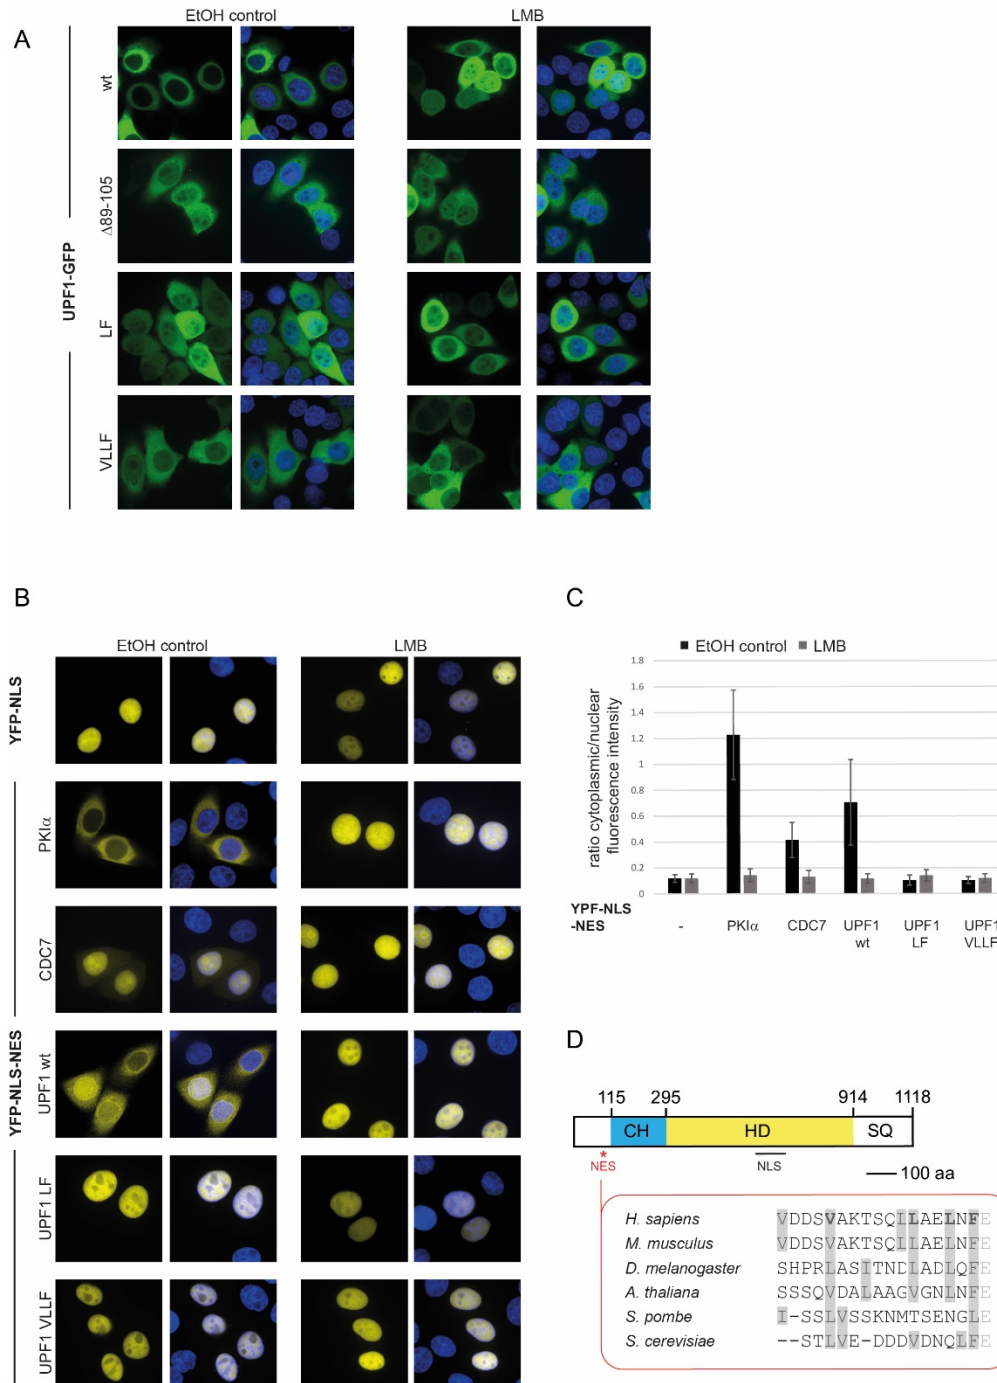 A
EtOH control
LMB
UPF1-GFP
wt
Δ89-105
LF
VLLF
B
EtOH control
LMB
YFP-NLS
YFP-NLS-NES
PKIα
CDC7
UPF1 wt
UPF1 LF
UPF1 VLLF
C
EtOH control LMB
ratio cytoplasmic/nuclear
fluorescence intensity
1.8
1.6
1.4
1.2
1
0.8
0.6
0.4
0.2
0
YPF-NLS
-NES
- PKIα CDC7 UPF1 UPF1 UPF1
wt LF VLLF
D
115 295 914 1118
CH HD SQ
*
NES NLS 100 aa
H. sapiens VDDSVAKTSQLLAELNFE
M. musculus VDDSVAKTSQLLAELNFE
D. melanogaster SHPRLASITNDLADLQFE
A. thaliana SSSQVDALAAGVGNLNFE
S. pombe I-SSLVSSKNMTSENGLE
S. cerevisiae --STLVE-DDDVDNQLFE